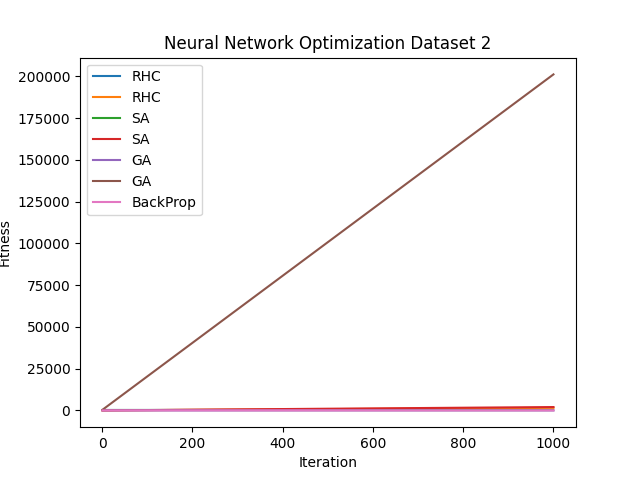 Neural Network Optimization Dataset 2
RHC
RHC
SA
SA
GA
GA
BackProp
200000
175000
150000
125000
100000
75000
50000
25000
0
Fitness
0 200 400 600 800 1000
Iteration